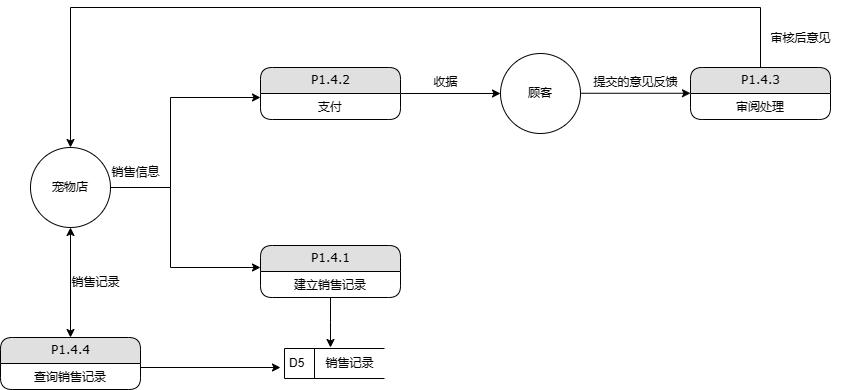 审核后意见
P1.4.2
支付
收据
顾客
提交的意见反馈
P1.4.3
审阅处理
宠物店
销售信息
P1.4.1
建立销售记录
销售记录
P1.4.4
查询销售记录
D5 销售记录